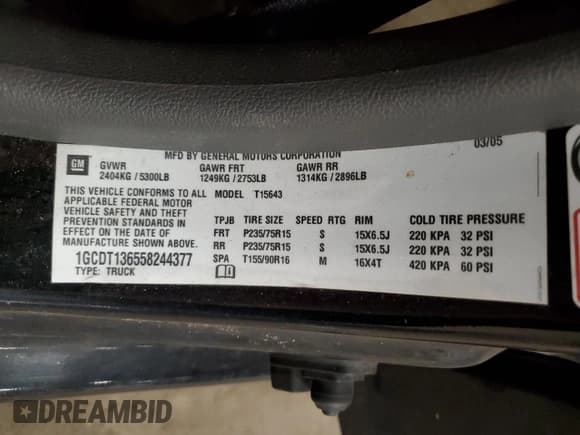 MFD BY GENERAL MOTORS CORPORATION 03/05
GM
GVWR GAWR FRT GAWR RR
2404KG / 5300LB 1249KG / 2753LB 1314KG / 2896LB
THIS VEHICLE CONFORMS TO ALL MODEL T15643
APPLICABLE FEDERAL MOTOR
VEHICLE SAFETY AND THEFT
PREVENTION STANDARDS IN
EFFECT ON THE DATE OF
MANUFACTURE SHOWN ABOVE.
1GCDT136558244377
TYPE: TRUCK
TPJB TIRE SIZE SPEED RTG RIM COLD TIRE PRESSURE
FRT P235/75R15 S 15X6.5J 220 KPA 32 PSI
RR P235/75R15 S 15X6.5J 220 KPA 32 PSI
SPA T155/90R16 M 16X4T 420 KPA 60 PSI
DREAMBID